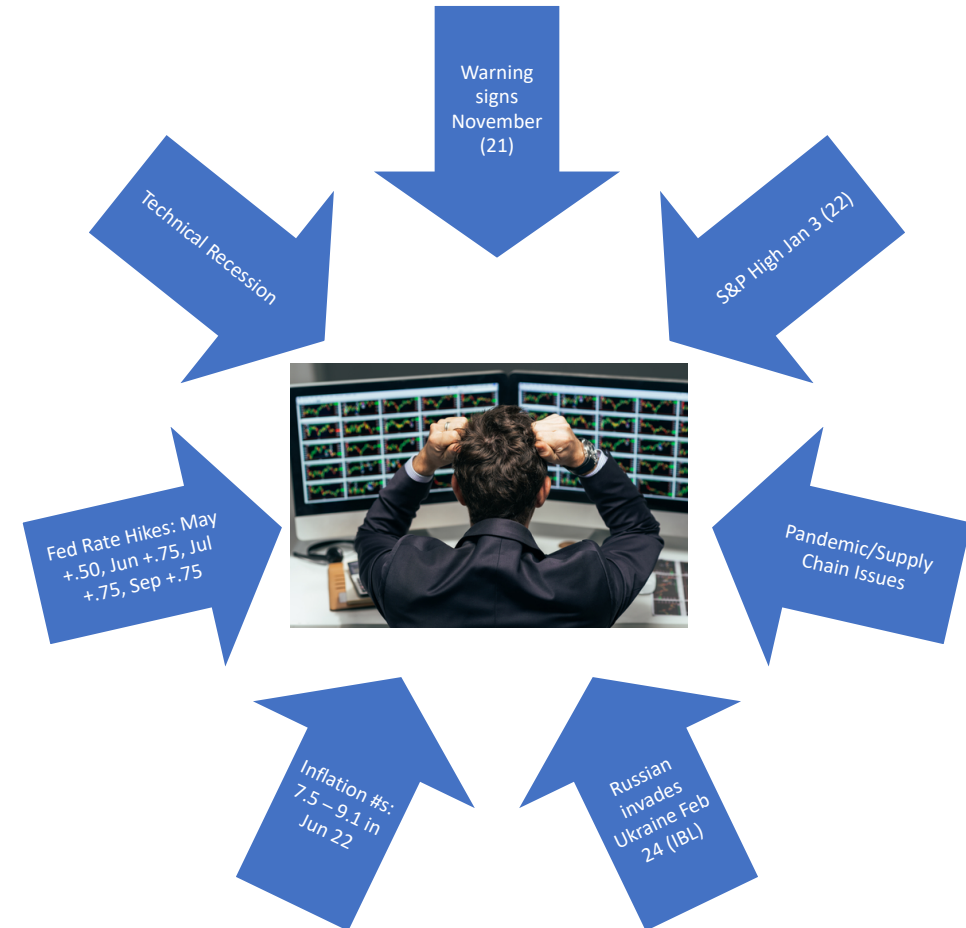 Warning
signs
November
(21)
S&P High Jan 3 (22)
Pandemic/Supply
Chain Issues
Russian
invades
Ukraine Feb
24 (IBL)
Inflation #s:
7.5 – 9.1 in
Jun 22
Fed Rate Hikes: May
+.50, Jun +.75, Jul
+.75, Sep +.75
Technical Recession